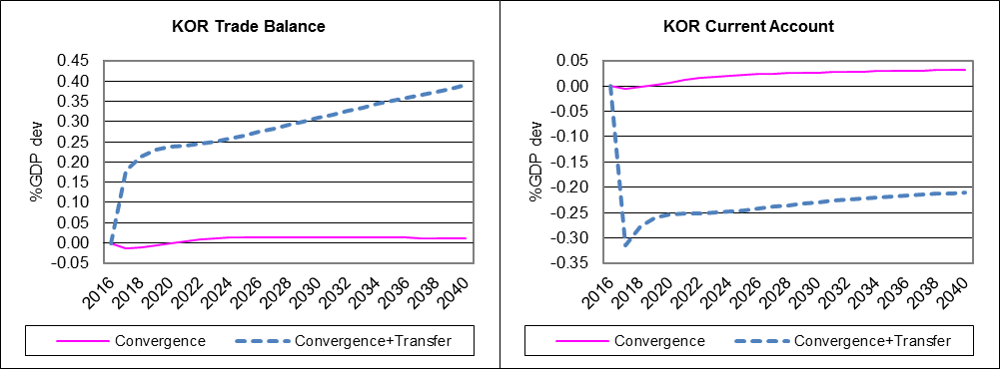 KOR Trade Balance
%GDP dev
0.45
0.40
0.35
0.30
0.25
0.20
0.15
0.10
0.05
0.00
-0.05
2016 2018 2020 2022 2024 2026 2028 2030 2032 2034 2036 2038 2040
Convergence Convergence+Transfer
KOR Current Account
%GDP dev
0.05
0.00
-0.05
-0.10
-0.15
-0.20
-0.25
-0.30
-0.35
2016 2018 2020 2022 2024 2026 2028 2030 2032 2034 2036 2038 2040
Convergence Convergence+Transfer